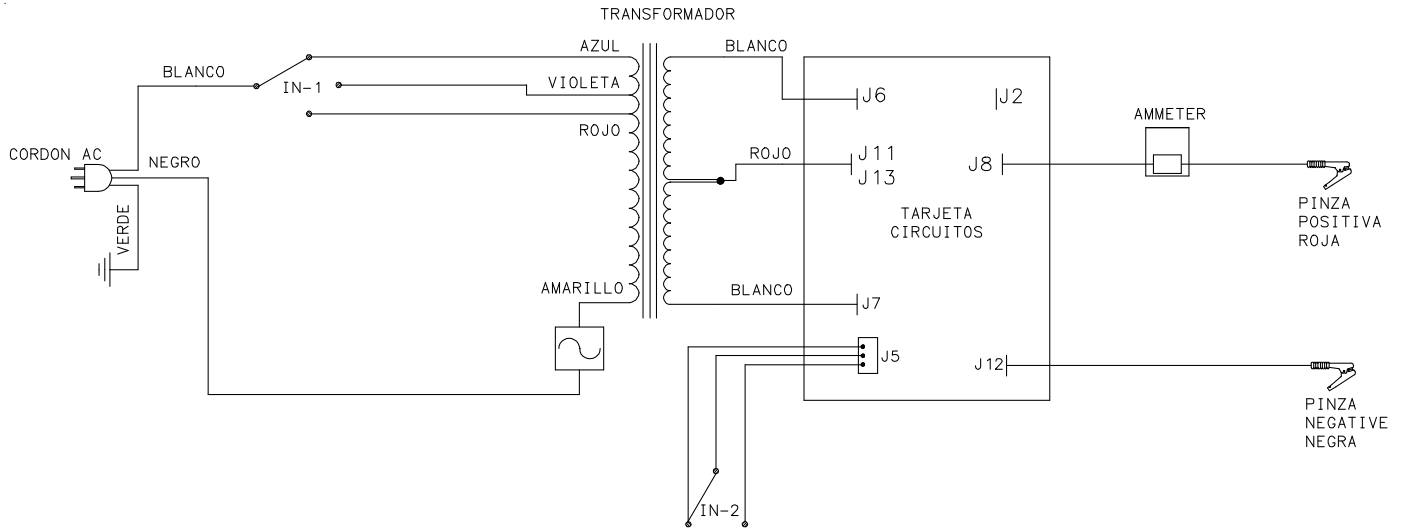 TRANSFORMADOR
AZUL
BLANCO
BLANCO
VIOLETA
IN-1
J6
J2
AMMETER
ROJO
CORDON AC
NEGRO
ROJO
J11
J13
J8
VERDE
TARJETA
CIRCUITOS
PINZA
POSITIVA
ROJA
AMARILLO
BLANCO
J7
J5
J12
PINZA
NEGATIVE
NEGRA
IN-2